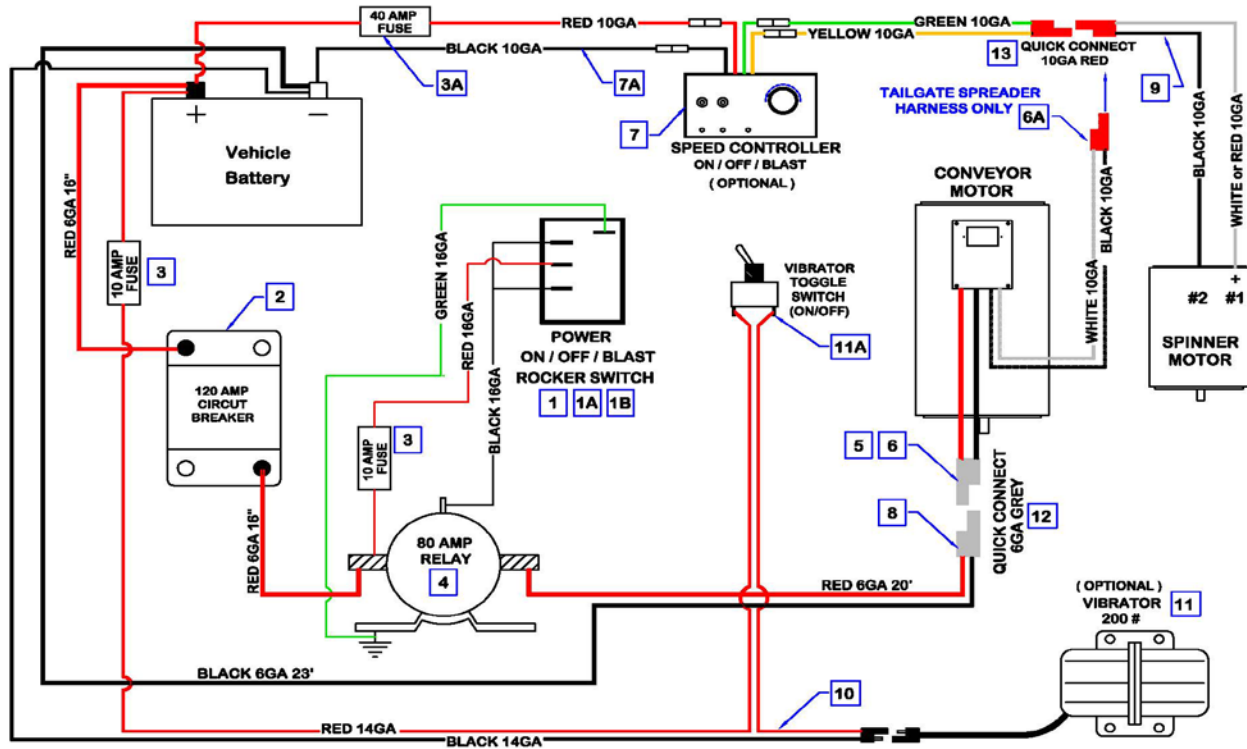 40 AMP
FUSE
RED 10GA
BLACK 10GA
3A
7A
GREEN 10GA
YELLOW 10GA
13
QUICK CONNECT
10GA RED
9
TAILGATE SPREADER
HARNESS ONLY
6A
+
−
Vehicle
Battery
7
SPEED CONTROLLER
ON / OFF / BLAST
( OPTIONAL )
CONVEYOR
MOTOR
BLACK 10GA
WHITE or RED 10GA
BLACK 10GA
WHITE 10GA
RED 6GA 16"
10 AMP
FUSE
3
2
GREEN 16GA
RED 16GA
BLACK 16GA
POWER
ON / OFF / BLAST
ROCKER SWITCH
1
1A
1B
VIBRATOR
TOGGLE
SWITCH
(ON/OFF)
11A
+
#2
#1
SPINNER
MOTOR
120 AMP
CIRCUT
BREAKER
10 AMP
FUSE
3
5
6
8
QUICK CONNECT
6GA GREY
12
RED 6GA 16"
80 AMP
RELAY
4
RED 6GA 20'
( OPTIONAL )
VIBRATOR
200 #
11
BLACK 6GA 23'
10
RED 14GA
BLACK 14GA